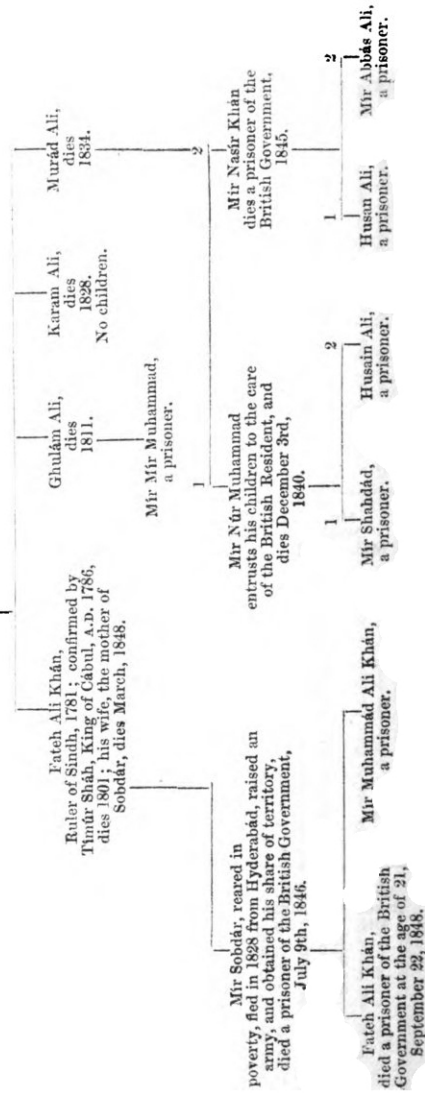 Fateh Ali Khán,
Ruler of Sindh, 1781; confirmed by
Timúr Sháh, King of Cábul, A.D. 1786,
dies 1801; his wife, the mother of
Sobdár, dies March, 1848.
Ghulám Ali,
dies
1811.
Karam Ali,
dies
1828.
No children.
Murád Ali,
dies
1834.
Mír Mír Muhammad,
a prisoner.
1
2
Mír Sobdár, reared in
poverty, fled in 1828 from Hyderabád, raised an
army, and obtained his share of territory,
died a prisoner of the British Government,
July 9th, 1846.
Mír Núr Muhammad
entrusts his children to the care
of the British Resident, and
dies December 3rd,
1840.
Mír Nasír Khán
dies a prisoner of the
British Government,
1845.
1
2
1
2
Fateh Ali Khán,
died a prisoner of the British
Government at the age of 21,
September 22, 1848.
Mír Muhammád Ali Khán,
a prisoner.
Mír Shahdád,
a prisoner.
Husain Ali,
a prisoner.
Husan Ali,
a prisoner.
Mír Abbás Ali,
a prisoner.